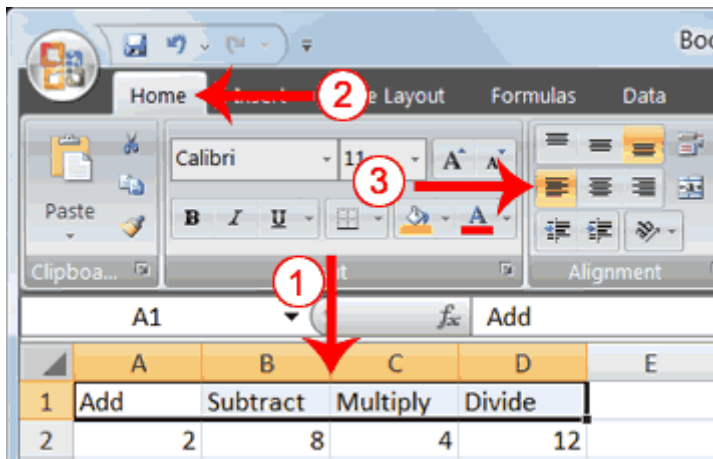 Boo
Home 2 Layout Formulas Data
Calibri 11 A A
3
Paste
B I U A
Clipboa... Alignment
1
A1 fx Add
A B C D E
1 Add Subtract Multiply Divide
2 2 8 4 12